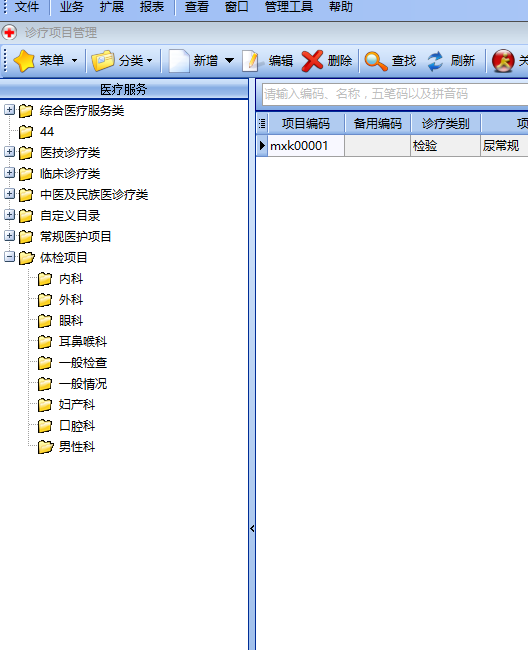 文件 业务 扩展 报表 查看 窗口 管理工具 帮助
诊疗项目管理
菜单 分类 新增 编辑 删除 查找 刷新
医疗服务
请输入编码、名称，五笔码以及拼音码
项目编码 备用编码 诊疗类别 项
mxk00001 检验 尿常规
综合医疗服务类
44
医技诊疗类
临床诊疗类
中医及民族医诊疗类
自定义目录
常规医护项目
体检项目
内科
外科
眼科
耳鼻喉科
一般检查
一般情况
妇产科
口腔科
男性科